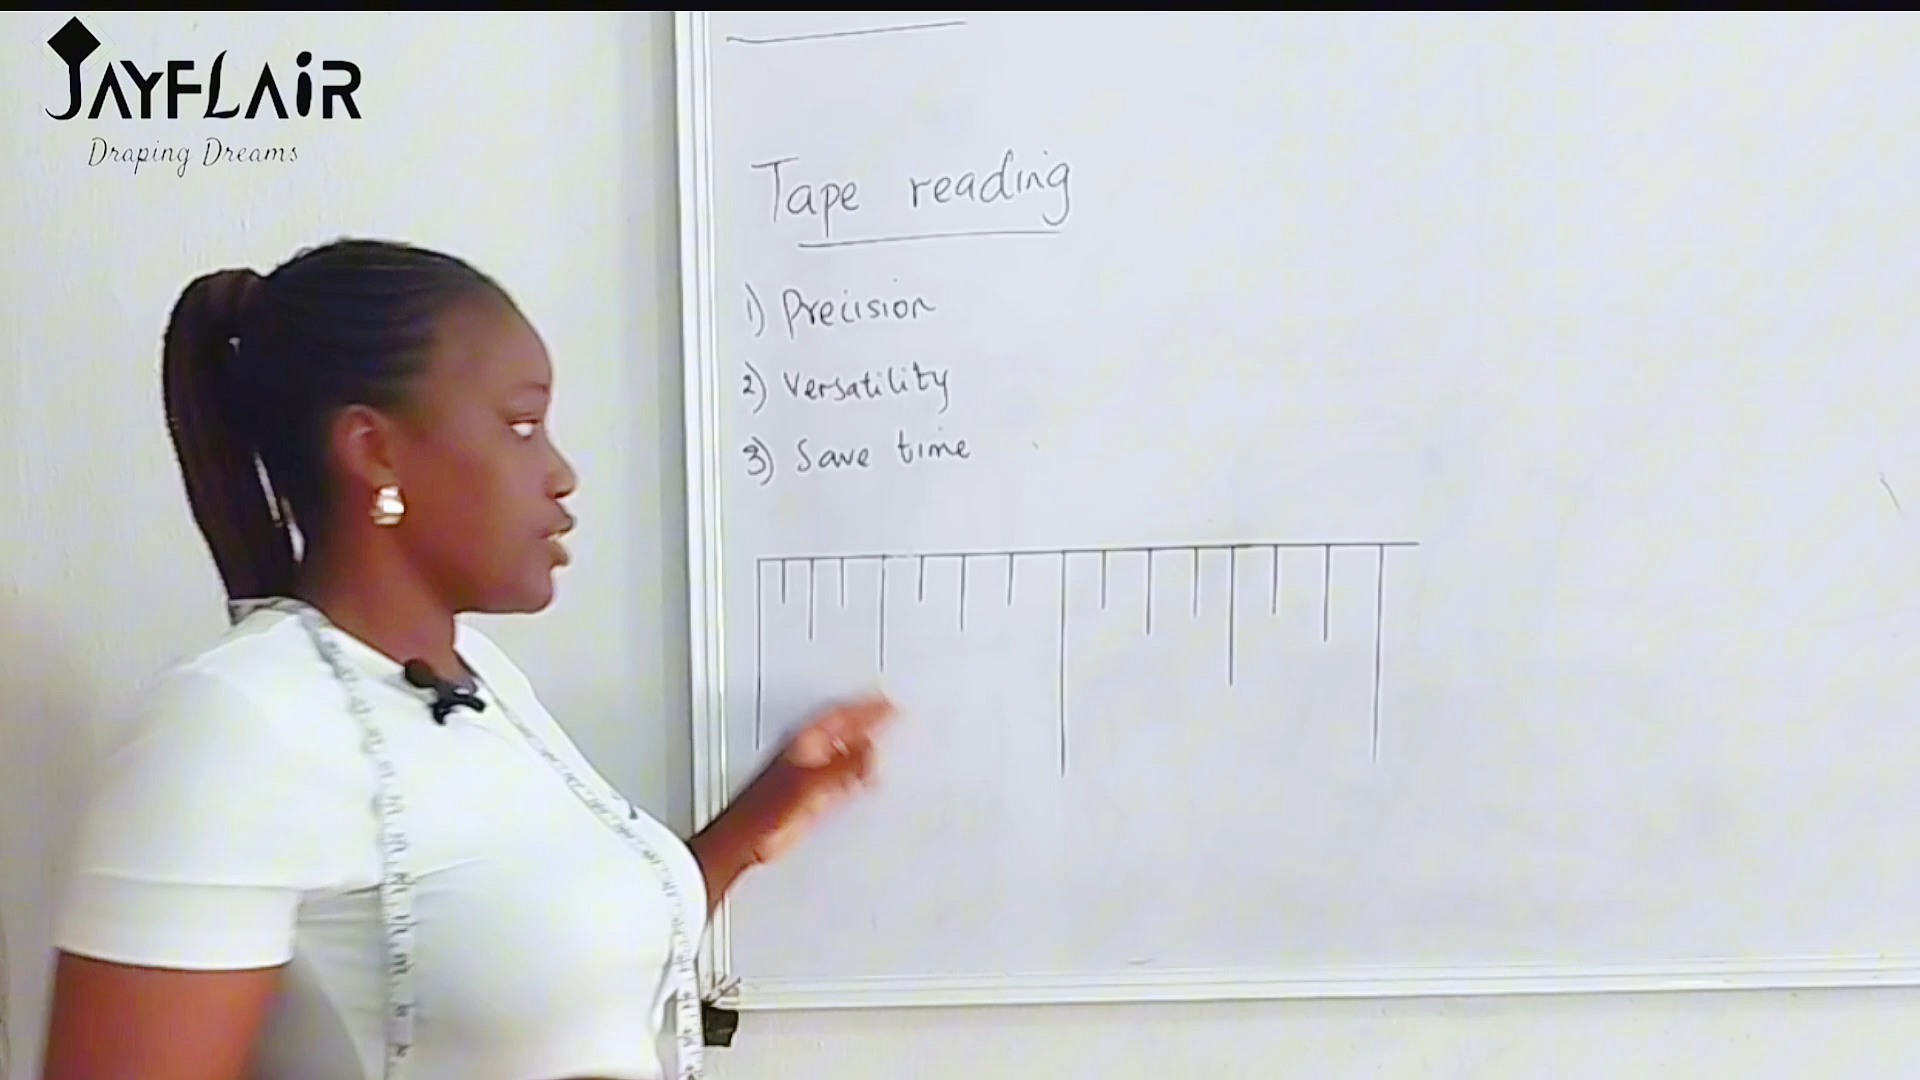 JAYFLAIR
Draping Dreams
Tape reading
1) Precision
2) Versatility
3) Save time